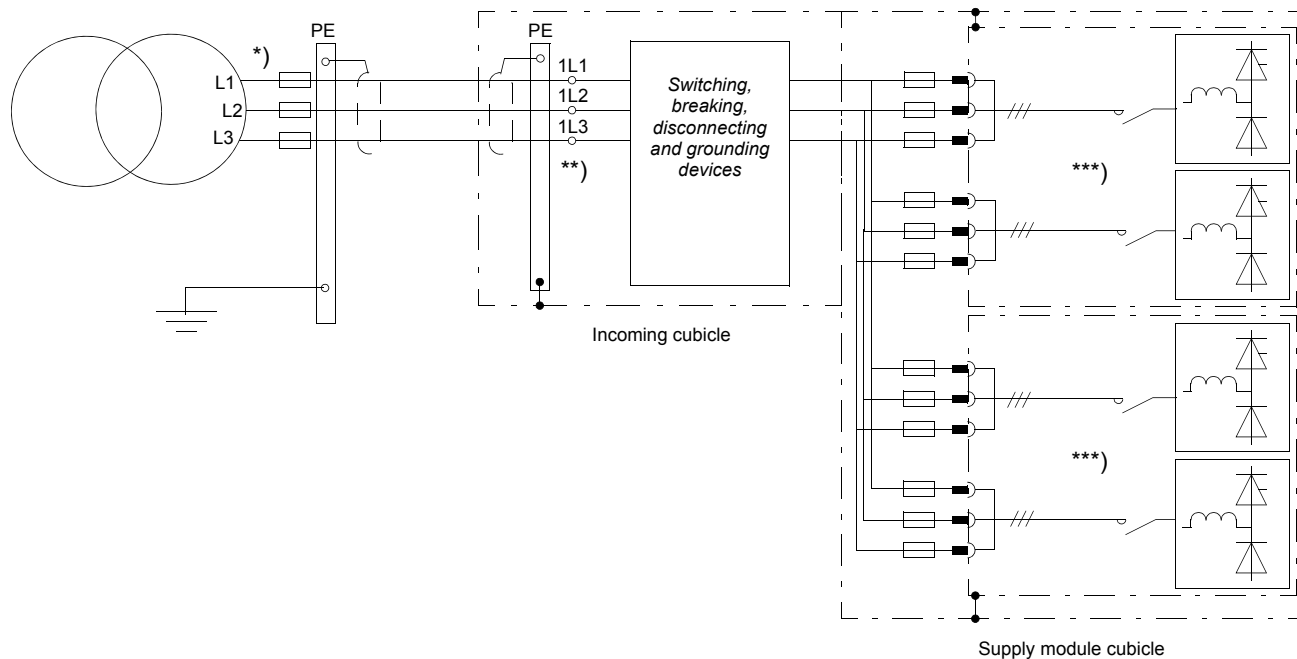 *)
PE
L1
L2
L3
PE
1L1
1L2
1L3
**)
Switching,
breaking,
disconnecting
and grounding
devices
Incoming cubicle
***)
***)
Supply module cubicle